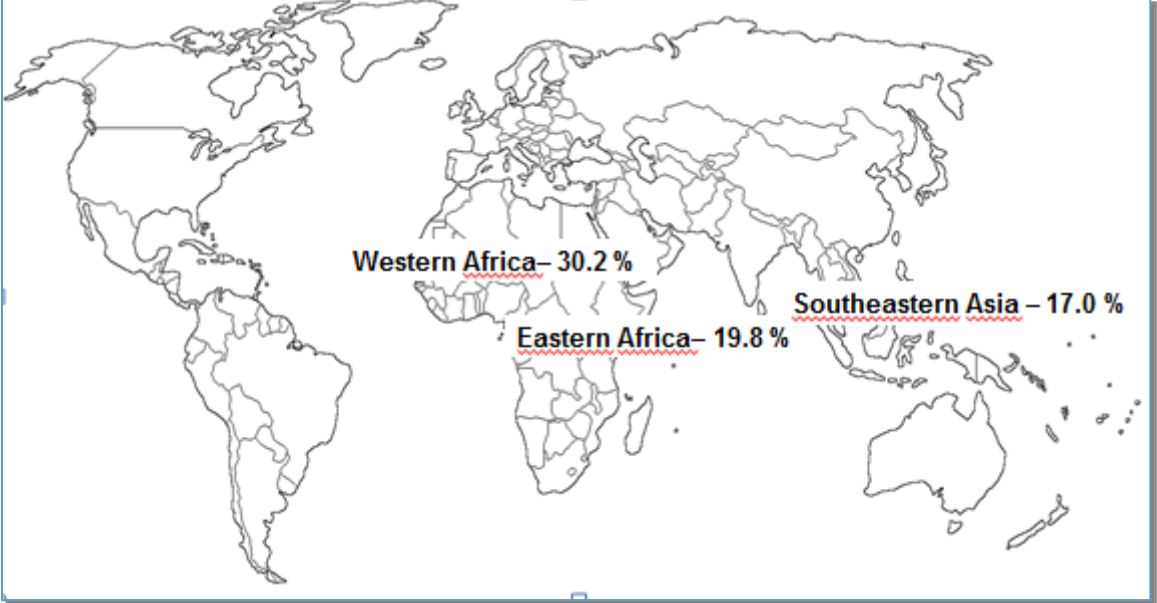 Western Africa– 30.2 %
Southeastern Asia – 17.0 %
Eastern Africa– 19.8 %